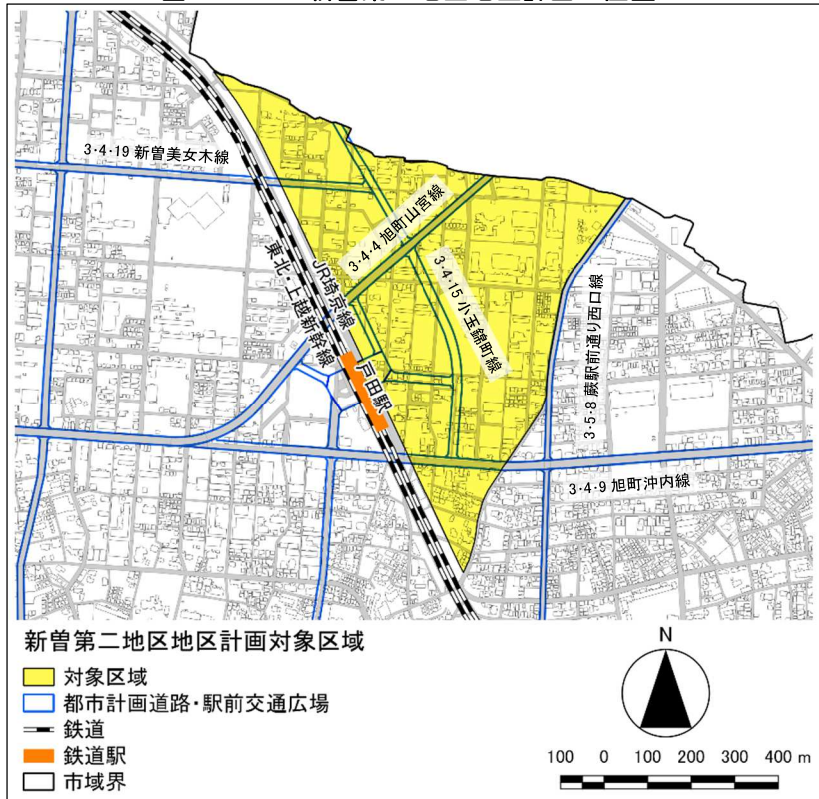 3・4・19 新曽美女木線
3・4・4 旭町山宮線
3・4・15 小玉錦町線
JR埼京線
東北・上越新幹線
戸田駅
3・5・8 蕨駅前通り西口線
3・4・9 旭町沖内線
新曽第二地区地区計画対象区域
対象区域
都市計画道路・駅前交通広場
鉄道
鉄道駅
市域界
N
100 0 100 200 300 400 m